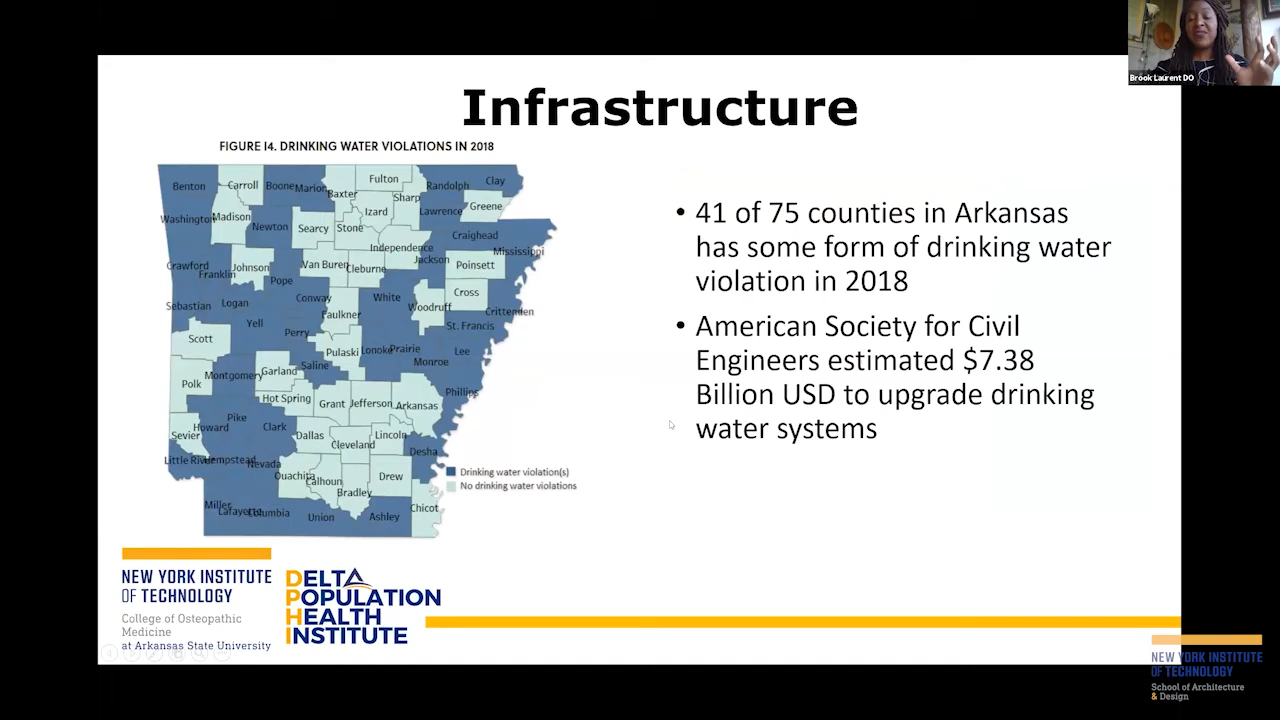 Brook Laurent DO
Infrastructure
FIGURE 14. DRINKING WATER VIOLATIONS IN 2018
Benton
Carroll
Boone
Marion
Baxter
Fulton
Sharp
Randolph
Clay
Washington
Madison
Newton
Searcy
Stone
Izard
Lawrence
Greene
Independence
Craighead
Mississippi
Crawford
Franklin
Johnson
Pope
Van Buren
Cleburne
Jackson
Poinsett
Sebastian
Logan
Conway
White
Woodruff
Cross
Crittenden
Yell
Perry
Faulkner
St. Francis
Scott
Saline
Pulaski
Lonoke
Prairie
Monroe
Lee
Polk
Montgomery
Garland
Hot Spring
Grant
Jefferson
Arkansas
Phillips
Sevier
Howard
Pike
Clark
Dallas
Cleveland
Lincoln
Desha
Little River
Hempstead
Nevada
Ouachita
Calhoun
Bradley
Drew
Chicot
Miller
Lafayette
Columbia
Union
Ashley
Drinking water violation(s)
No drinking water violations
• 41 of 75 counties in Arkansas
has some form of drinking water
violation in 2018
• American Society for Civil
Engineers estimated $7.38
Billion USD to upgrade drinking
water systems
NEW YORK INSTITUTE
OF TECHNOLOGY
College of Osteopathic
Medicine
at Arkansas State University
DELTA
POPULATION
HEALTH
INSTITUTE
NEW YORK INSTITUTE
OF TECHNOLOGY
School of Architecture
& Design